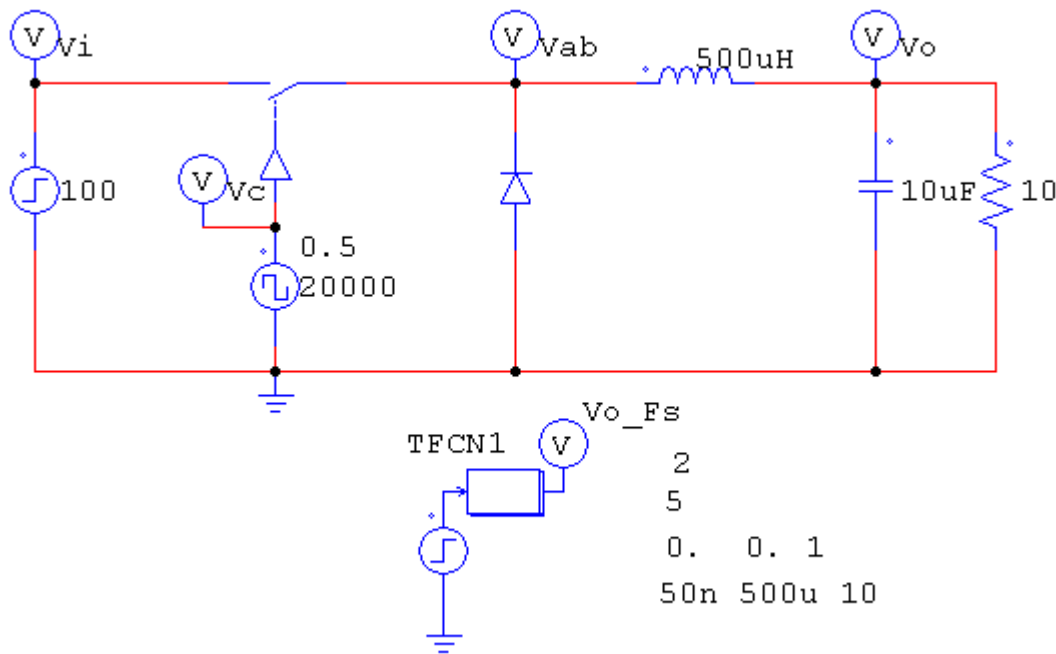 V Vi
V Vab
500uH
V Vo
100
V Vc
0.5
20000
10uF
10
Vo_Fs
TFCN1
V
2
5
0. 0. 1
50n 500u 10